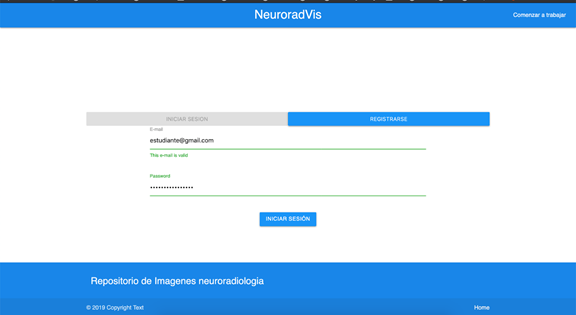 NeuroradVis
Comenzar a trabajar
INICIAR SESION
REGISTRARSE
E-mail
estudiante@gmail.com
This e-mail is valid
Password
••••••••••••••••
INICIAR SESIÓN
Repositorio de Imagenes neuroradiologia
© 2019 Copyright Text
Home